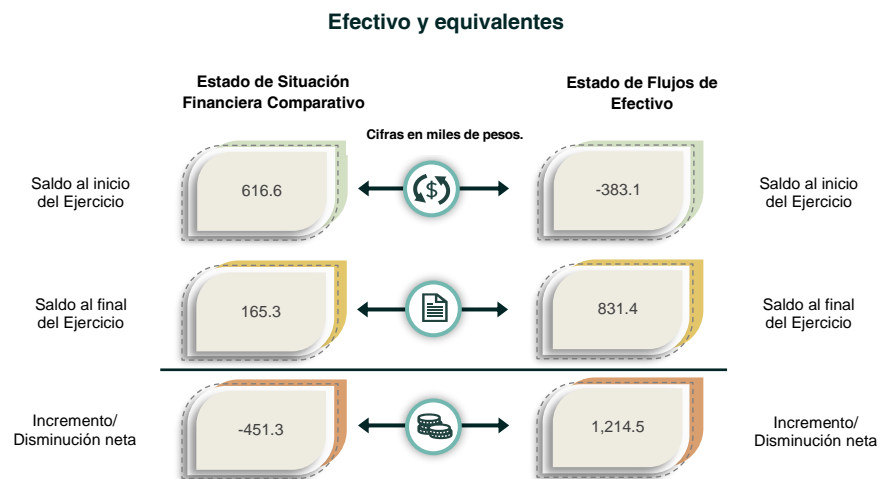 Efectivo y equivalentes
Estado de Situación
Financiera Comparativo
Estado de Flujos de
Efectivo
Cifras en miles de pesos.
Saldo al inicio
del Ejercicio
616.6
$
-383.1
Saldo al inicio
del Ejercicio
Saldo al final
del Ejercicio
165.3
831.4
Saldo al final
del Ejercicio
Incremento/
Disminución neta
-451.3
1,214.5
Incremento/
Disminución neta